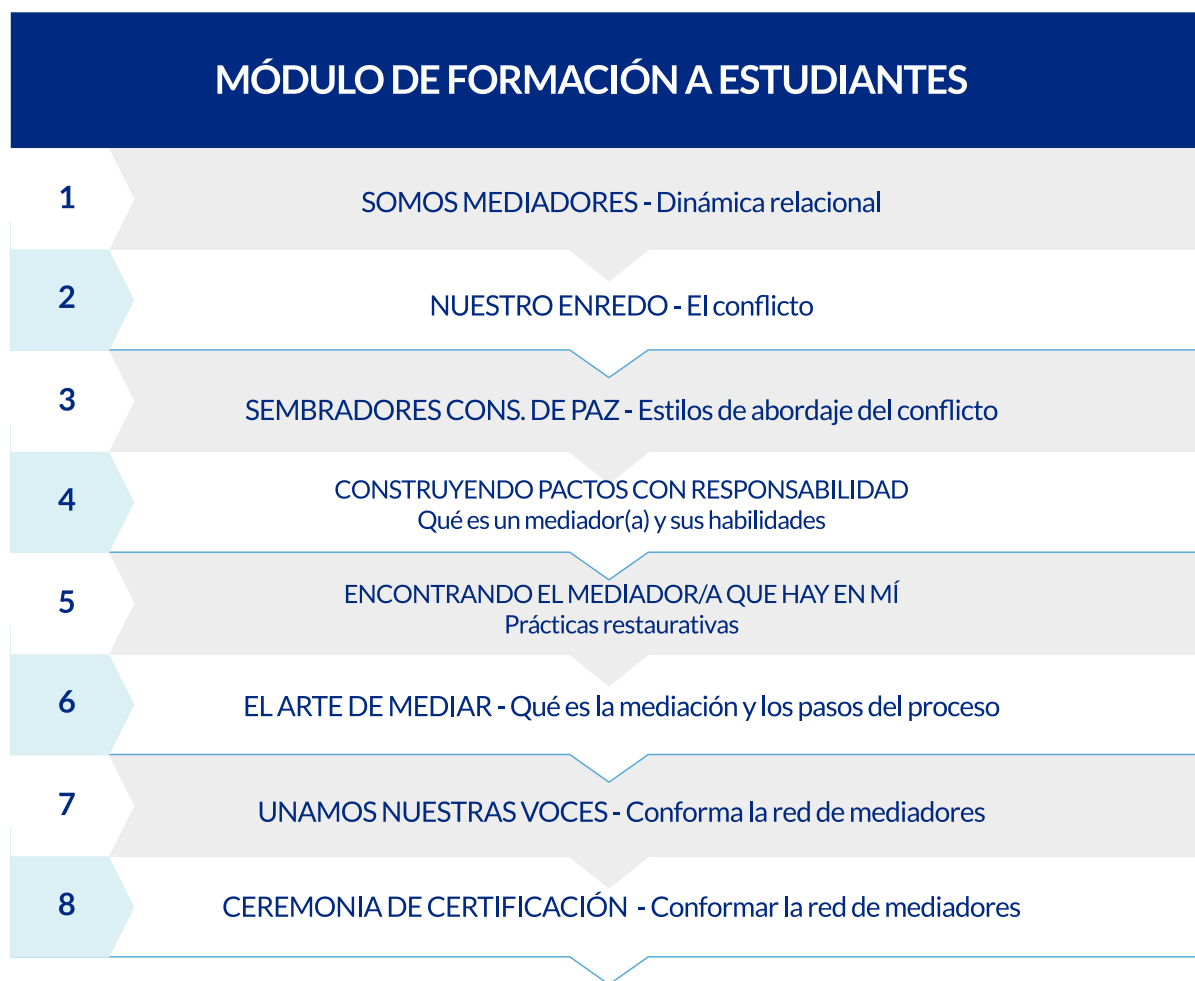 MÓDULO DE FORMACIÓN A ESTUDIANTES
1
SOMOS MEDIADORES - Dinámica relacional
2
NUESTRO ENREDO - El conflicto
3
SEMBRADORES CONS. DE PAZ - Estilos de abordaje del conflicto
4
CONSTRUYENDO PACTOS CON RESPONSABILIDAD
Qué es un mediador(a) y sus habilidades
5
ENCONTRANDO EL MEDIADOR/A QUE HAY EN MÍ
Prácticas restaurativas
6
EL ARTE DE MEDIAR - Qué es la mediación y los pasos del proceso
7
UNAMOS NUESTRAS VOCES - Conforma la red de mediadores
8
CEREMONIA DE CERTIFICACIÓN - Conformar la red de mediadores